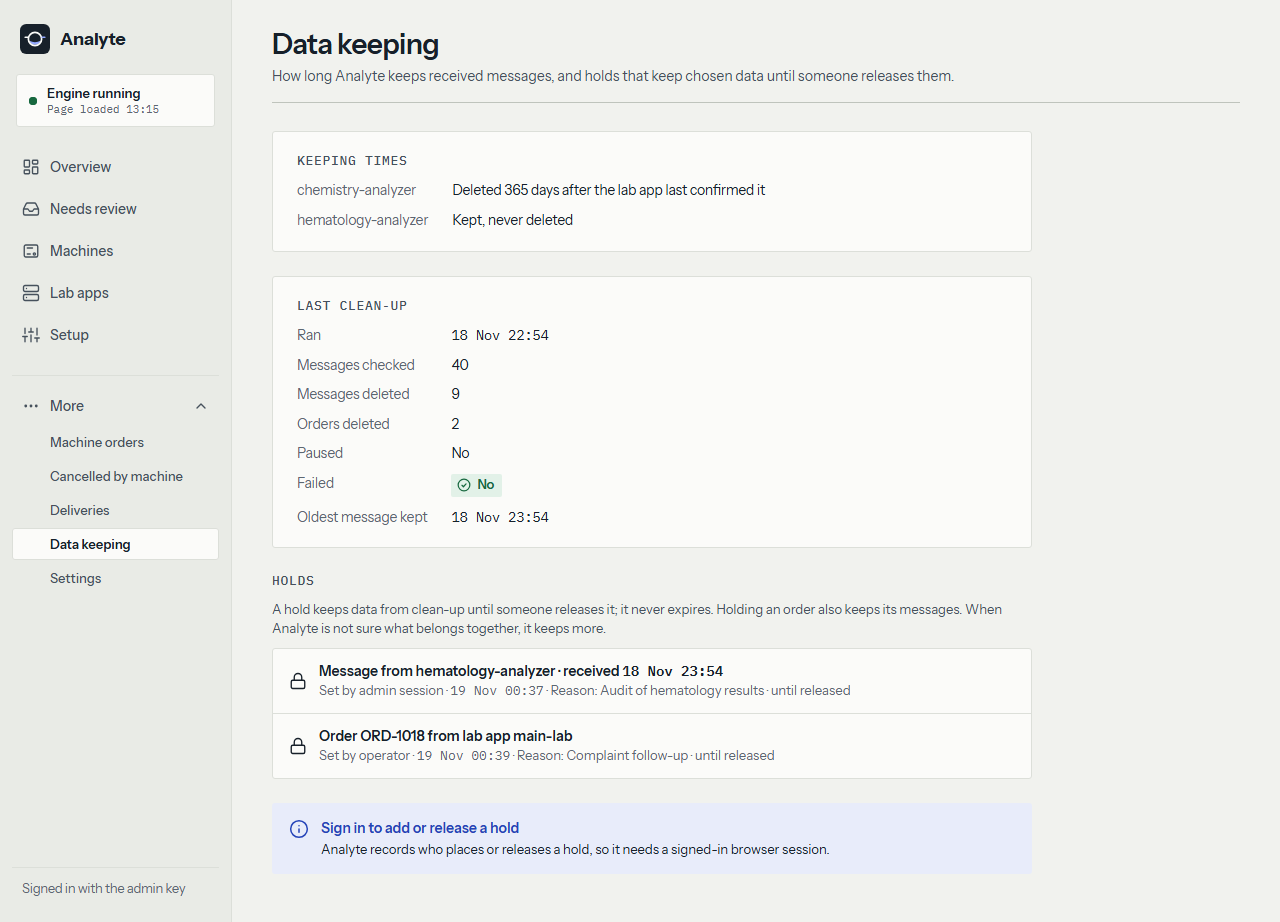 Analyte
Engine running
Page loaded 13:15
Overview
Needs review
Machines
Lab apps
Setup
More
Machine orders
Cancelled by machine
Deliveries
Data keeping
Settings
Signed in with the admin key
Data keeping
How long Analyte keeps received messages, and holds that keep chosen data until someone releases them.
KEEPING TIMES
chemistry-analyzer Deleted 365 days after the lab app last confirmed it
hematology-analyzer Kept, never deleted
LAST CLEAN-UP
Ran 18 Nov 22:54
Messages checked 40
Messages deleted 9
Orders deleted 2
Paused No
Failed No
Oldest message kept 18 Nov 23:54
HOLDS
A hold keeps data from clean-up until someone releases it; it never expires. Holding an order also keeps its messages. When
Analyte is not sure what belongs together, it keeps more.
Message from hematology-analyzer · received 18 Nov 23:54
Set by admin session · 19 Nov 00:37 · Reason: Audit of hematology results · until released
Order ORD-1018 from lab app main-lab
Set by operator · 19 Nov 00:39 · Reason: Complaint follow-up · until released
Sign in to add or release a hold
Analyte records who places or releases a hold, so it needs a signed-in browser session.